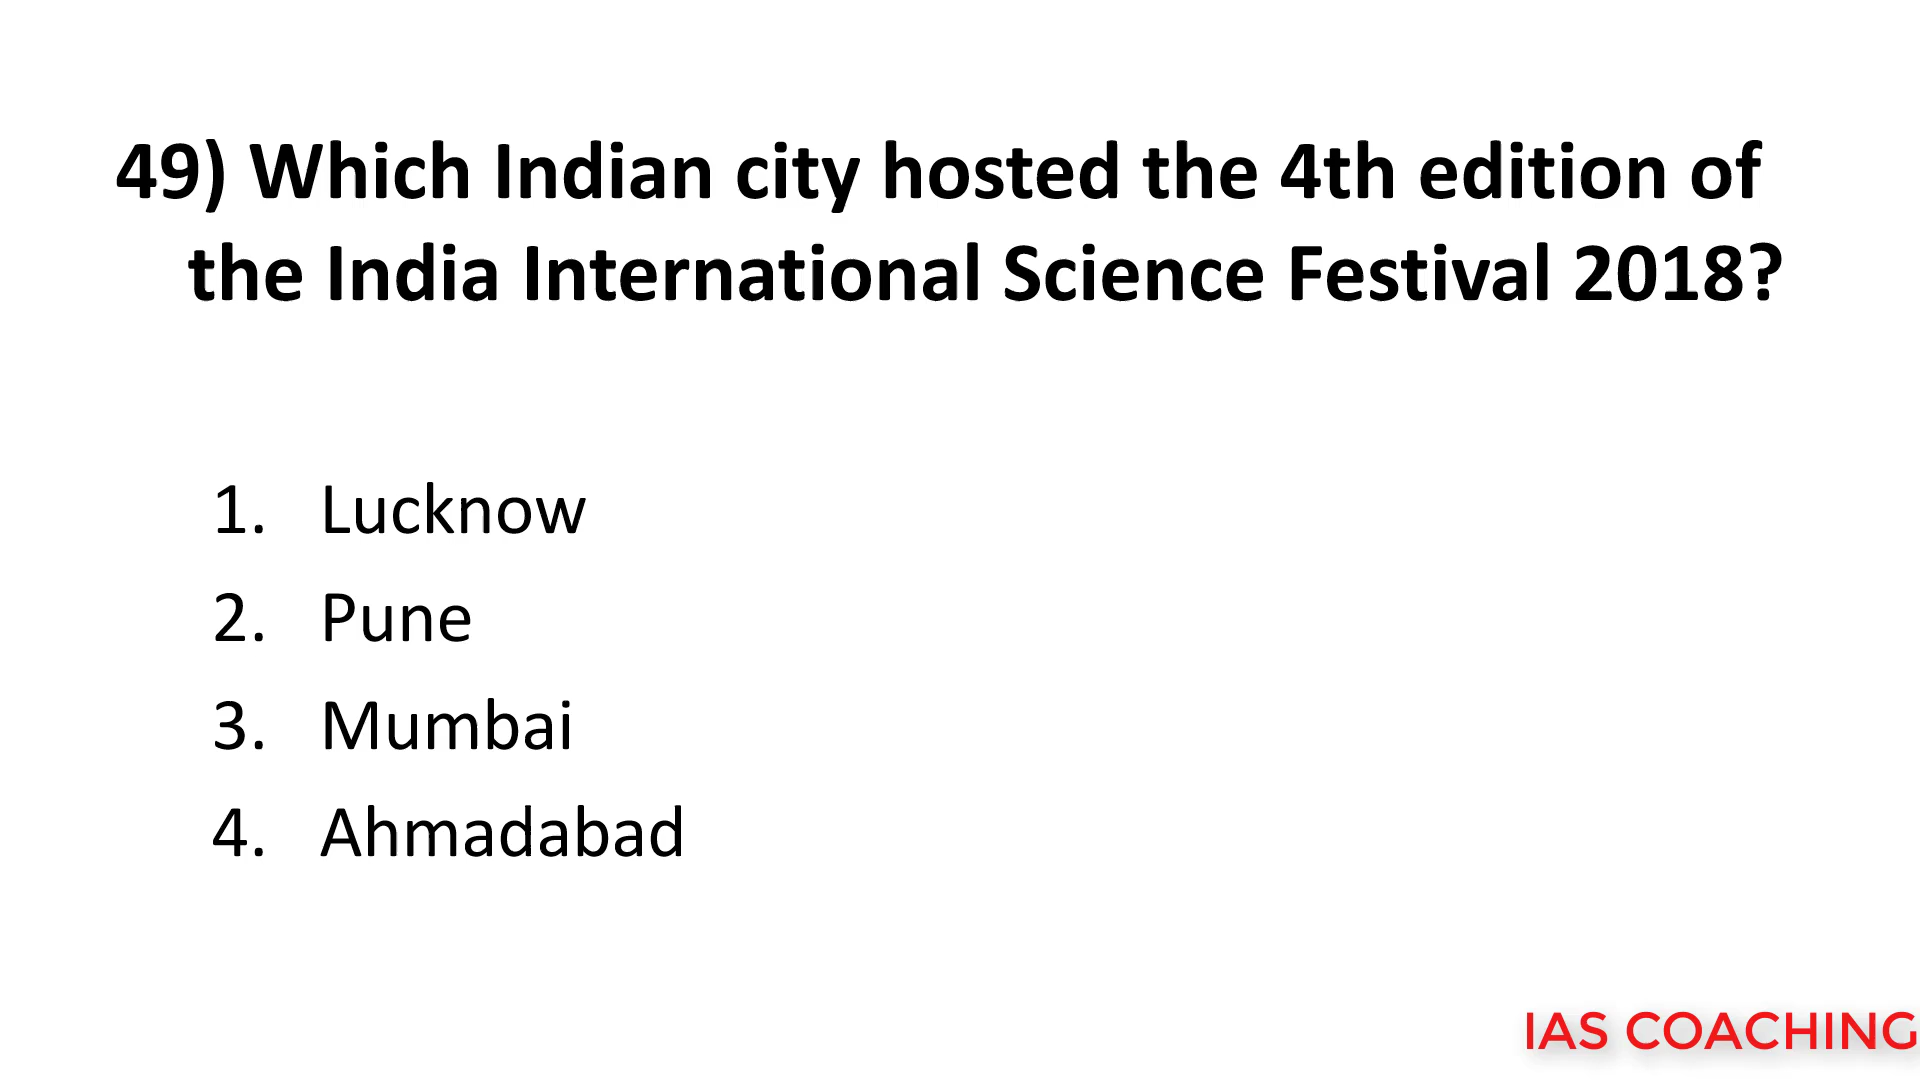 49) Which Indian city hosted the 4th edition of
the India International Science Festival 2018?
1. Lucknow
2. Pune
3. Mumbai
4. Ahmadabad
IAS COACHING